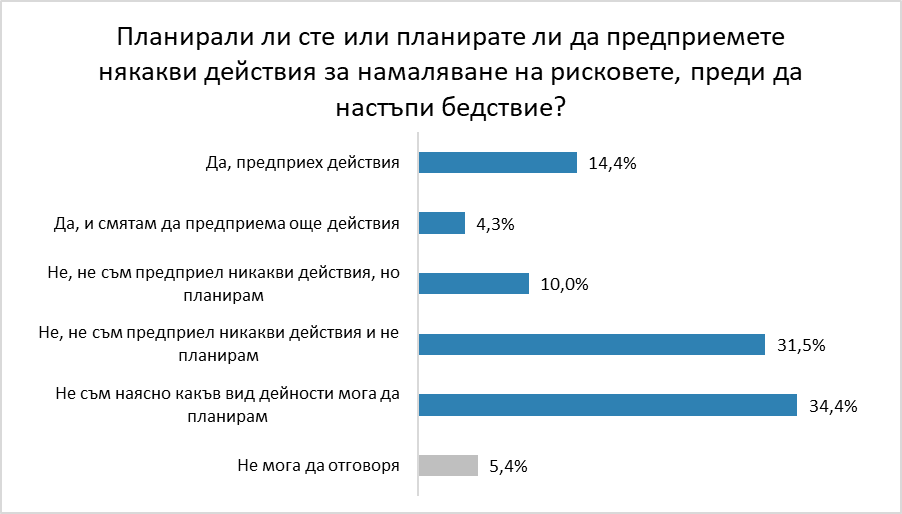 Планирали ли сте или планирате ли да предприемете
някакви действия за намаляване на рисковете, преди да
настъпи бедствие?
Да, предприех действия
14,4%
Да, и смятам да предприема още действия
4,3%
Не, не съм предприел никакви действия, но
планирам
10,0%
Не, не съм предприел никакви действия и не
планирам
31,5%
Не съм наясно какъв вид дейности мога да
планирам
34,4%
Не мога да отговоря
5,4%